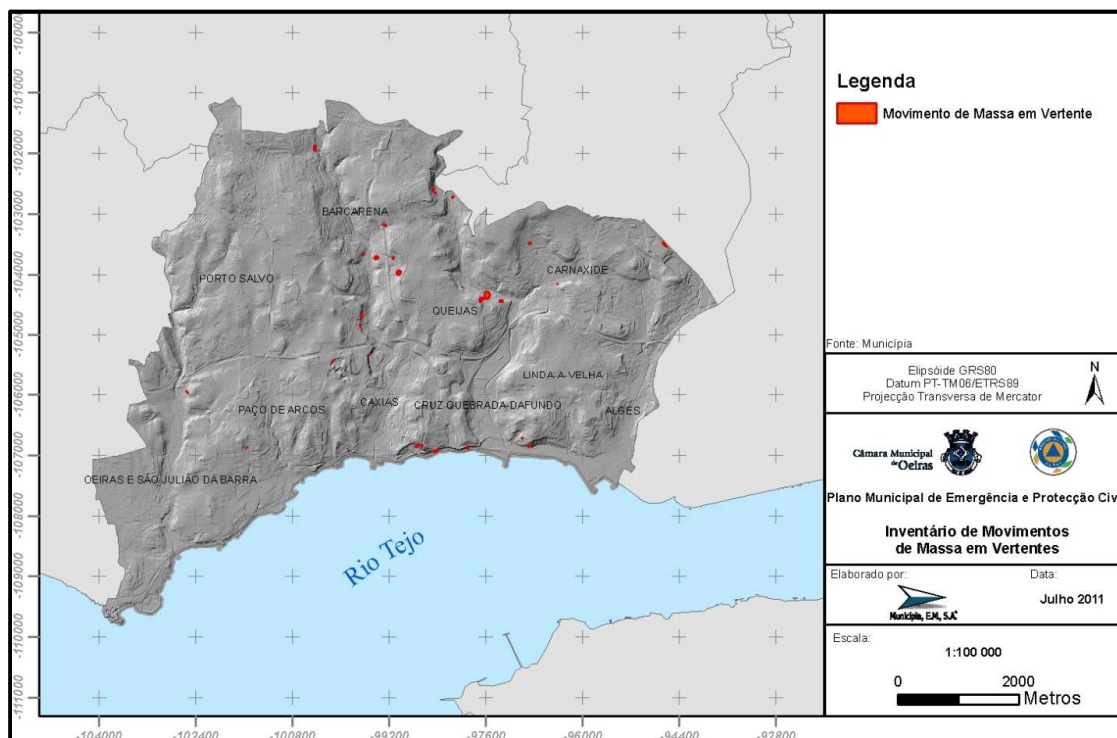 -100000
-101000
-102000
-103000
-104000
-105000
-106000
-107000
-108000
-109000
-110000
-111000
BARCARENA
PORTO SALVO
CARNAXIDE
QUEIJAS
LINDA-A-VELHA
PAÇO DE ARCOS
CAXIAS
CRUZ QUEBRADA-DAFUNDO
ALGÉS
OEIRAS E SÃO JULIÃO DA BARRA
Rio Tejo
-104000 -102400 -100800 -99200 -97600 -96000 -94400 -92800
Legenda
Movimento de Massa em Vertente
Fonte: Municípia
Elipsóide GRS80
Datum PT-TM06/ETRS89
Projecção Transversa de Mercator
N
Câmara Municipal
de Oeiras
Plano Municipal de Emergência e Protecção Civ
Inventário de Movimentos
de Massa em Vertentes
Elaborado por:
Municípia, E.M., S.A.
Data:
Julho 2011
Escala:
1:100 000
0 2000
Metros